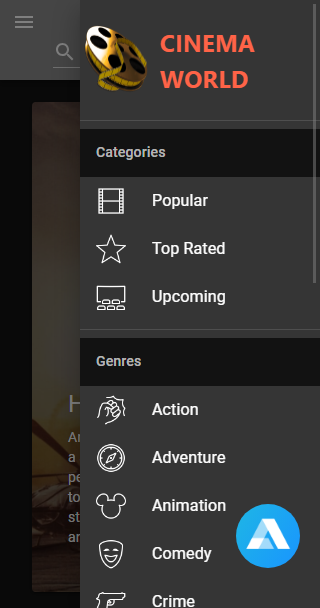 CINEMA
WORLD
Categories
Popular
Top Rated
Upcoming
Genres
Action
Adventure
Animation
Comedy
Crime